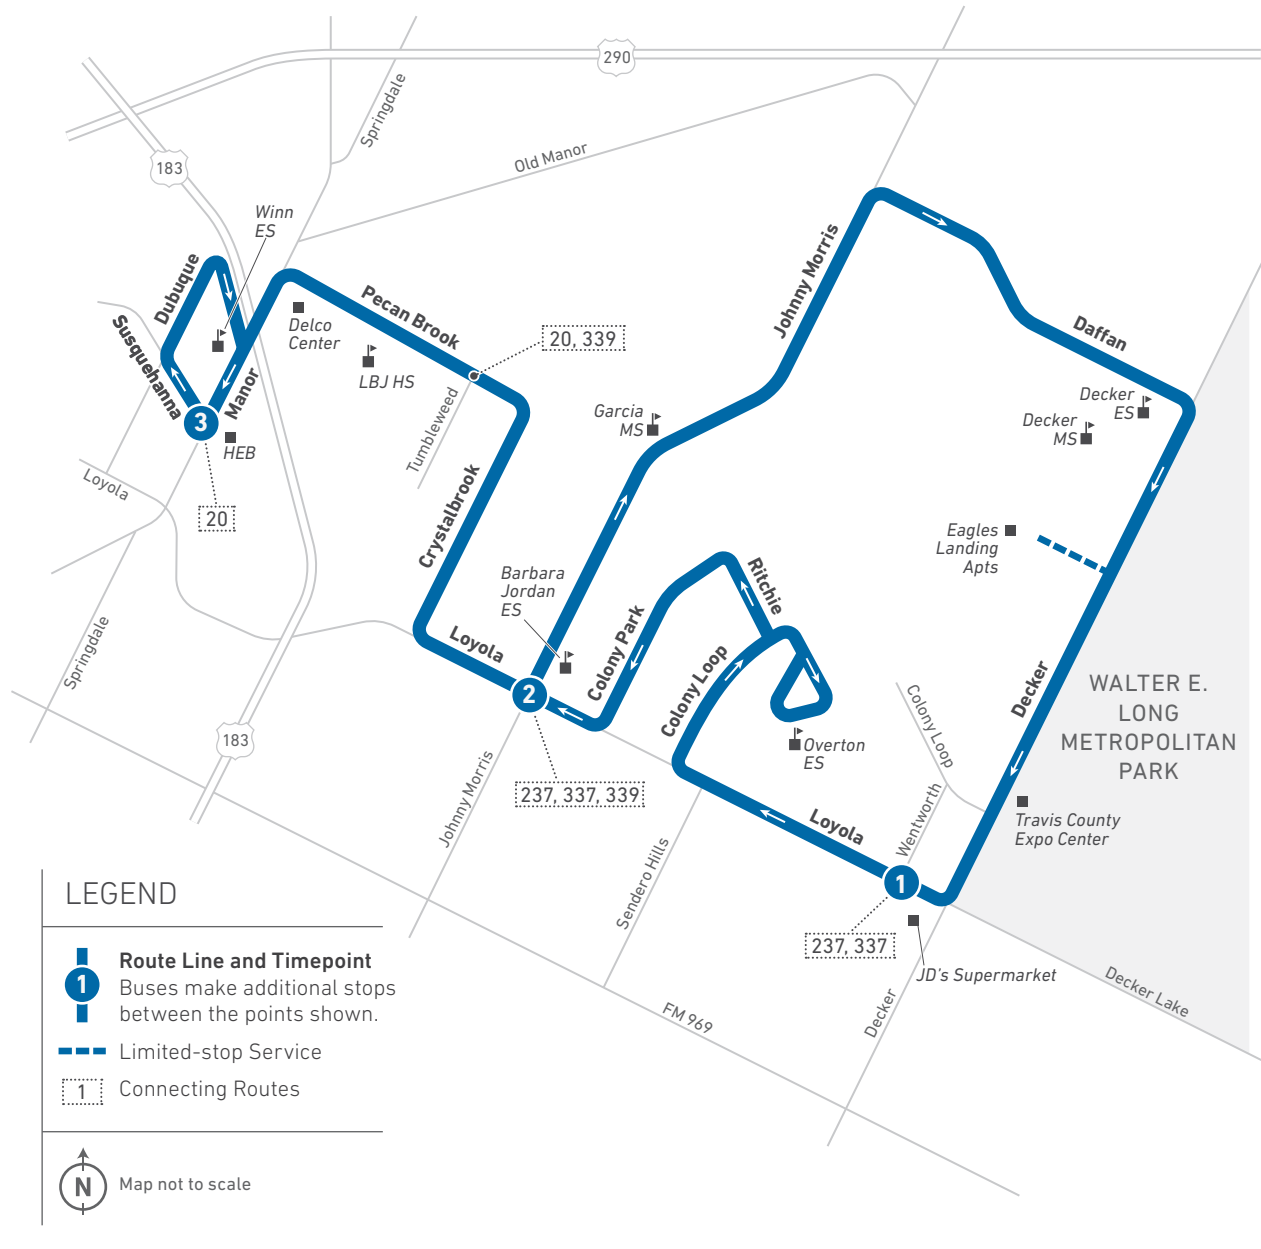 290
Springdale
Old Manor
183
Winn
ES
Dubuque
Susquehanna
Manor
Pecan Brook
Delco
Center
LBJ HS
20, 339
Johnny Morris
Daffan
Decker
ES
Decker
MS
Garcia
MS
Tumbleweed
3
HEB
Loyola
20
Crystalbrook
Eagles
Landing
Apts
Barbara
Jordan
ES
Ritchie
Colony Park
Colony Loop
Loyola
2
Springdale
183
Decker
WALTER E.
LONG
METROPOLITAN
PARK
Colony Loop
Overton
ES
237, 337, 339
Johnny Morris
Sendero Hills
Loyola
Wentworth
Travis County
Expo Center
1
237, 337
JD's Supermarket
Decker Lake
Decker
FM 969
LEGEND
1
Route Line and Timepoint
Buses make additional stops
between the points shown.
Limited-stop Service
1
Connecting Routes
N
Map not to scale